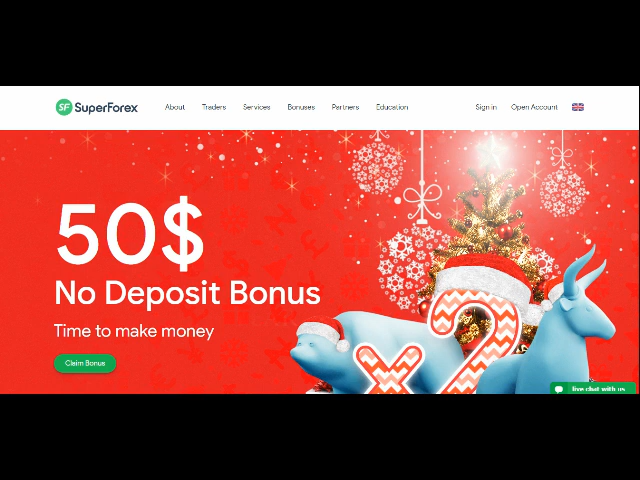 SF SuperForex
About Traders Services Bonuses Partners Education Sign in Open Account
50$
No Deposit Bonus
Time to make money
x2
Claim Bonus
live chat with us